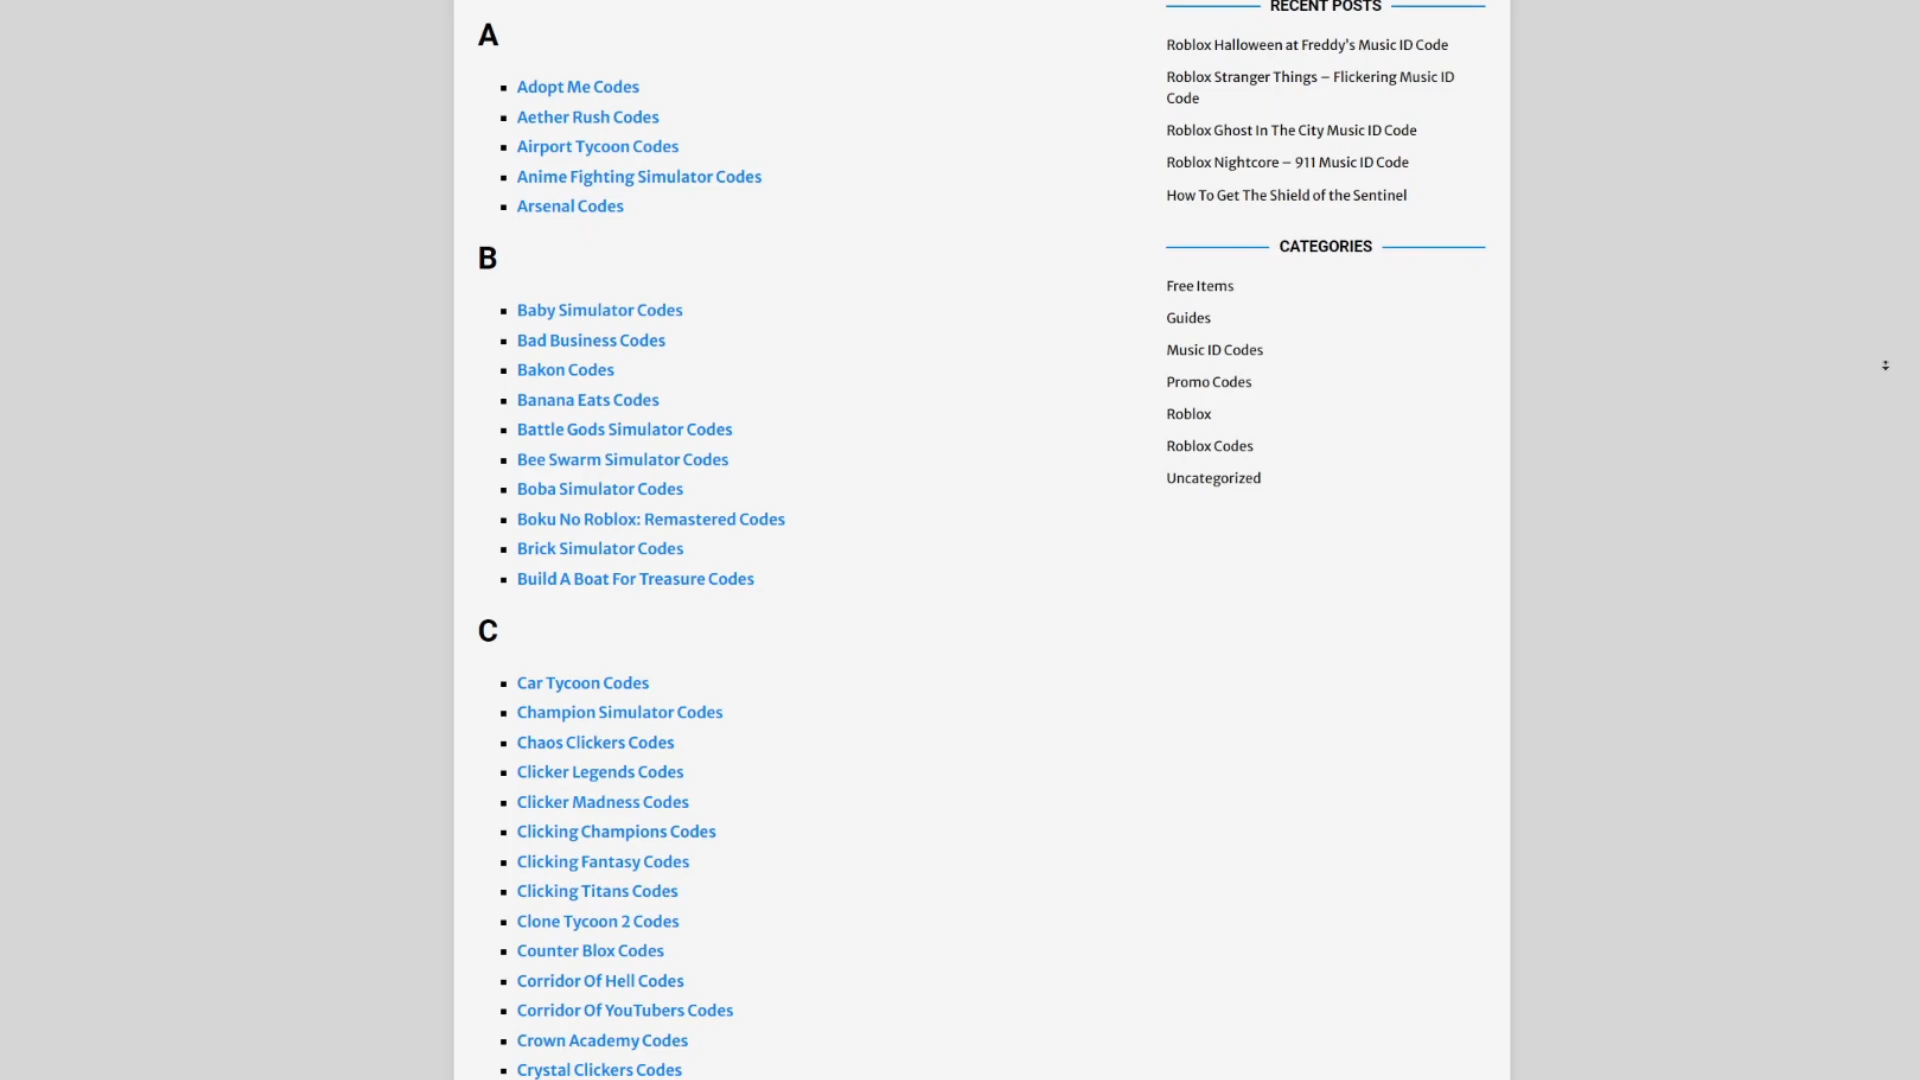 A
Adopt Me Codes
Aether Rush Codes
Airport Tycoon Codes
Anime Fighting Simulator Codes
Arsenal Codes
B
Baby Simulator Codes
Bad Business Codes
Bakon Codes
Banana Eats Codes
Battle Gods Simulator Codes
Bee Swarm Simulator Codes
Boba Simulator Codes
Boku No Roblox: Remastered Codes
Brick Simulator Codes
Build A Boat For Treasure Codes
C
Car Tycoon Codes
Champion Simulator Codes
Chaos Clickers Codes
Clicker Legends Codes
Clicker Madness Codes
Clicking Champions Codes
Clicking Fantasy Codes
Clicking Titans Codes
Clone Tycoon 2 Codes
Counter Blox Codes
Corridor Of Hell Codes
Corridor Of YouTubers Codes
Crown Academy Codes
Crystal Clickers Codes
RECENT POSTS
Roblox Halloween at Freddy's Music ID Code
Roblox Stranger Things – Flickering Music ID
Code
Roblox Ghost In The City Music ID Code
Roblox Nightcore – 911 Music ID Code
How To Get The Shield of the Sentinel
CATEGORIES
Free Items
Guides
Music ID Codes
Promo Codes
Roblox
Roblox Codes
Uncategorized